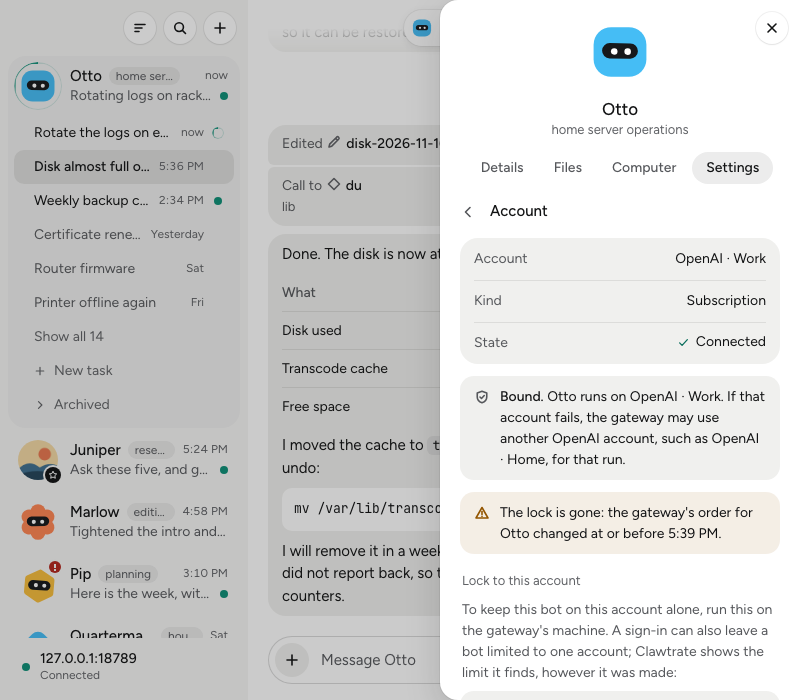 Otto home ser... now
Rotating logs on rack...
Rotate the logs on e... now
Disk almost full o... 5:36 PM
Weekly backup c... 2:34 PM
Certificate rene... Yesterday
Router firmware Sat
Printer offline again Fri
Show all 14
New task
Archived
Juniper rese... 5:24 PM
Ask these five, and g...
Marlow editi... 4:58 PM
Tightened the intro and...
Pip planning 3:10 PM
Here is the week, wit...
Quarterma hou Sat
127.0.0.1:18789
Connected
so it can be restor
Edited disk-2026-11-1
Call to du
lib
Done. The disk is now at
What
Disk used
Transcode cache
Free space
I moved the cache to
undo:
mv /var/lib/transco
I will remove it in a week
did not report back, so t
counters.
Message Otto
Otto
home server operations
Details Files Computer Settings
Account
Account OpenAI · Work
Kind Subscription
State Connected
Bound. Otto runs on OpenAI · Work. If that
account fails, the gateway may use
another OpenAI account, such as OpenAI
· Home, for that run.
The lock is gone: the gateway's order for
Otto changed at or before 5:39 PM.
Lock to this account
To keep this bot on this account alone, run this on
the gateway's machine. A sign-in can also leave a
bot limited to one account; Clawtrate shows the
limit it finds, however it was made: